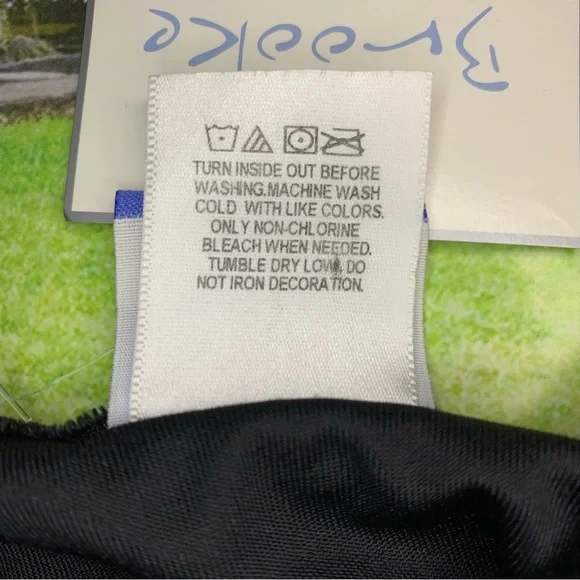 Brooke
TURN INSIDE OUT BEFORE
WASHING.MACHINE WASH
COLD WITH LIKE COLORS.
ONLY NON-CHLORINE
BLEACH WHEN NEEDED.
TUMBLE DRY LOW. DO
NOT IRON DECORATION.